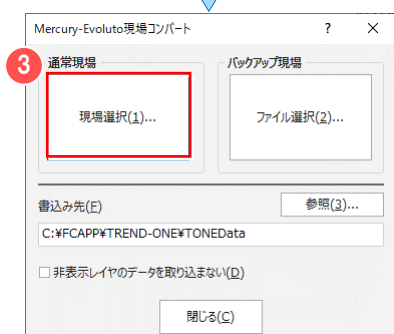 Mercury-Evoluto現場コンバート ? ×
3
通常現場
バックアップ現場
現場選択(1)...
ファイル選択(2)...
書込み先(F)
参照(3)...
C:¥FCAPP¥TREND-ONE¥TONEData
非表示レイヤのデータを取り込まない(D)
閉じる(C)